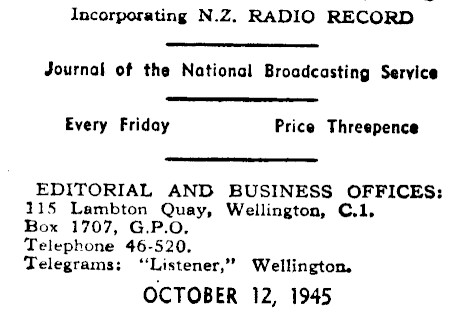 Incorporating N.Z. RADIO RECORD
Journal of the National Broadcasting Service
Every Friday Price Threepence
EDITORIAL AND BUSINESS OFFICES:
115 Lambton Quay, Wellington, C.1.
Box 1707, G.P.O.
Telephone 46-520.
Telegrams: "Listener," Wellington.
OCTOBER 12, 1945